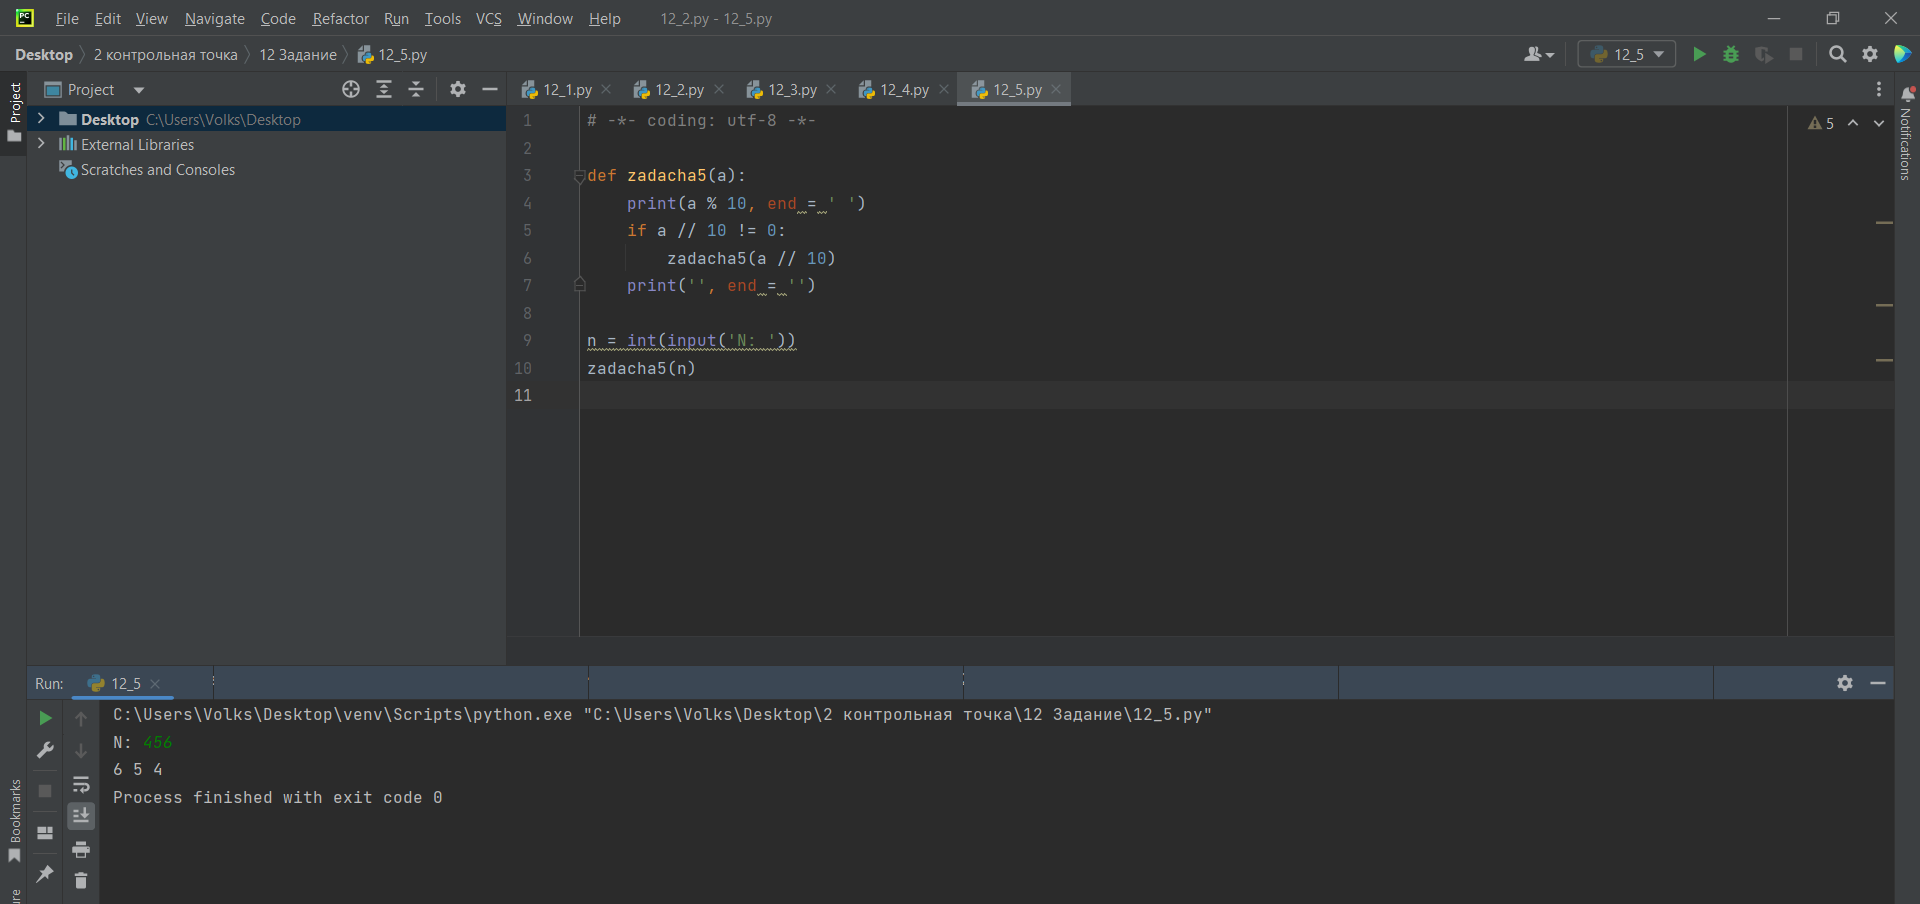 PC File Edit View Navigate Code Refactor Run Tools VCS Window Help 12_2.py - 12_5.py
Desktop 2 контрольная точка 12 Задание 12_5.py 12_5
Project
Project 12_1.py 12_2.py 12_3.py 12_4.py 12_5.py
Desktop C:\Users\Volks\Desktop
External Libraries
Scratches and Consoles
1 # -*- coding: utf-8 -*-
2
3 def zadacha5(a):
4 print(a % 10, end = ' ')
5 if a // 10 != 0:
6 zadacha5(a // 10)
7 print('', end = '')
8
9 n = int(input('N: '))
10 zadacha5(n)
11
5
Notifications
Run: 12_5
C:\Users\Volks\Desktop\venv\Scripts\python.exe "C:\Users\Volks\Desktop\2 контрольная точка\12 Задание\12_5.py"
N: 456
6 5 4
Process finished with exit code 0
Bookmarks